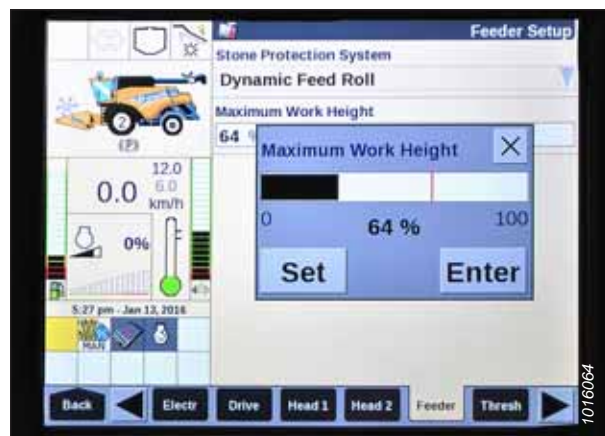 Feeder Setup
Stone Protection System
Dynamic Feed Roll
Maximum Work Height
64 %
Maximum Work Height
0
64 %
100
Set
Enter
2
(P)
12.0
6.0
0.0
km/h
0%
5:27 pm - Jan 13, 2016
MAN
Back
Electr
Drive
Head 1
Head 2
Feeder
Thresh
1016064